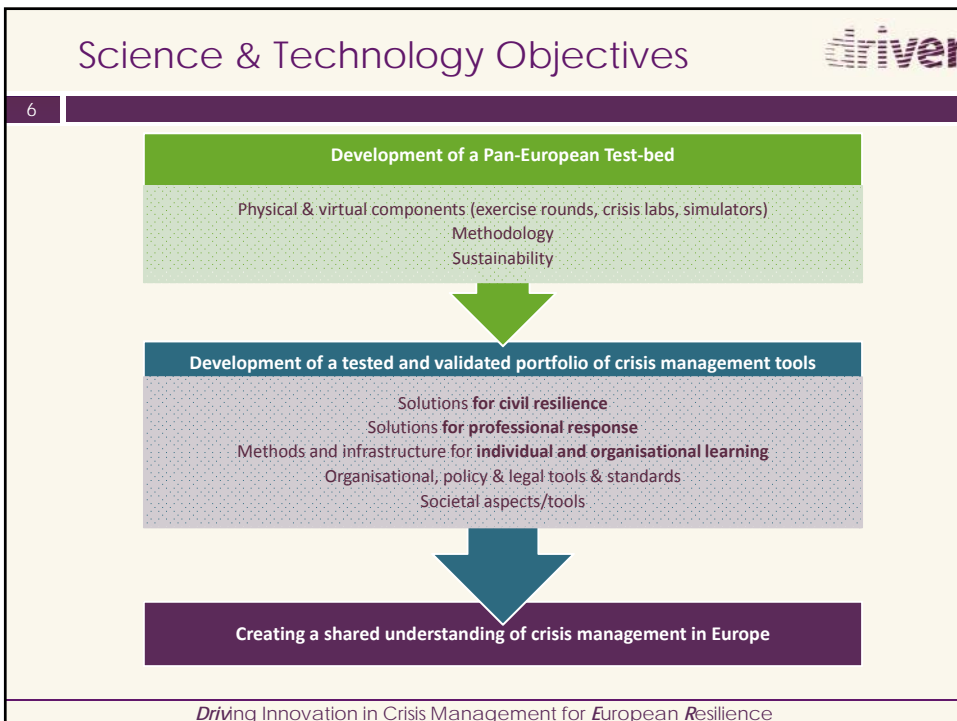 Science & Technology Objectives
driver
6
Development of a Pan-European Test-bed
Physical & virtual components (exercise rounds, crisis labs, simulators)
Methodology
Sustainability
Development of a tested and validated portfolio of crisis management tools
Solutions for civil resilience
Solutions for professional response
Methods and infrastructure for individual and organisational learning
Organisational, policy & legal tools & standards
Societal aspects/tools
Creating a shared understanding of crisis management in Europe
Driving Innovation in Crisis Management for European Resilience